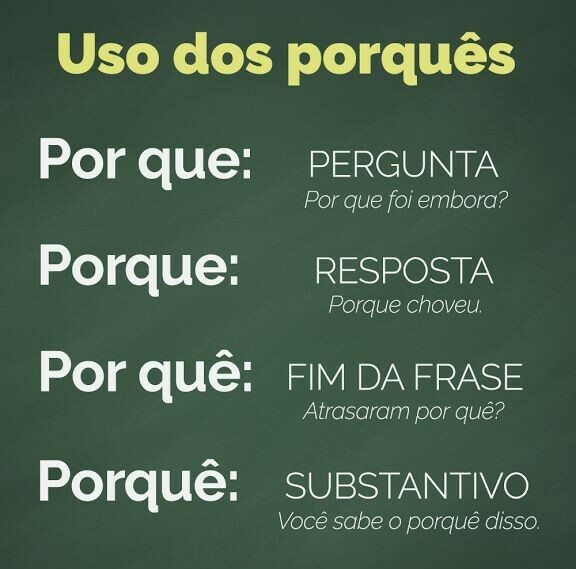 Uso dos porquês
Por que: PERGUNTA
Por que foi embora?
Porque: RESPOSTA
Porque choveu.
Por quê: FIM DA FRASE
Atrasaram por quê?
Porquê: SUBSTANTIVO
Você sabe o porquê disso.